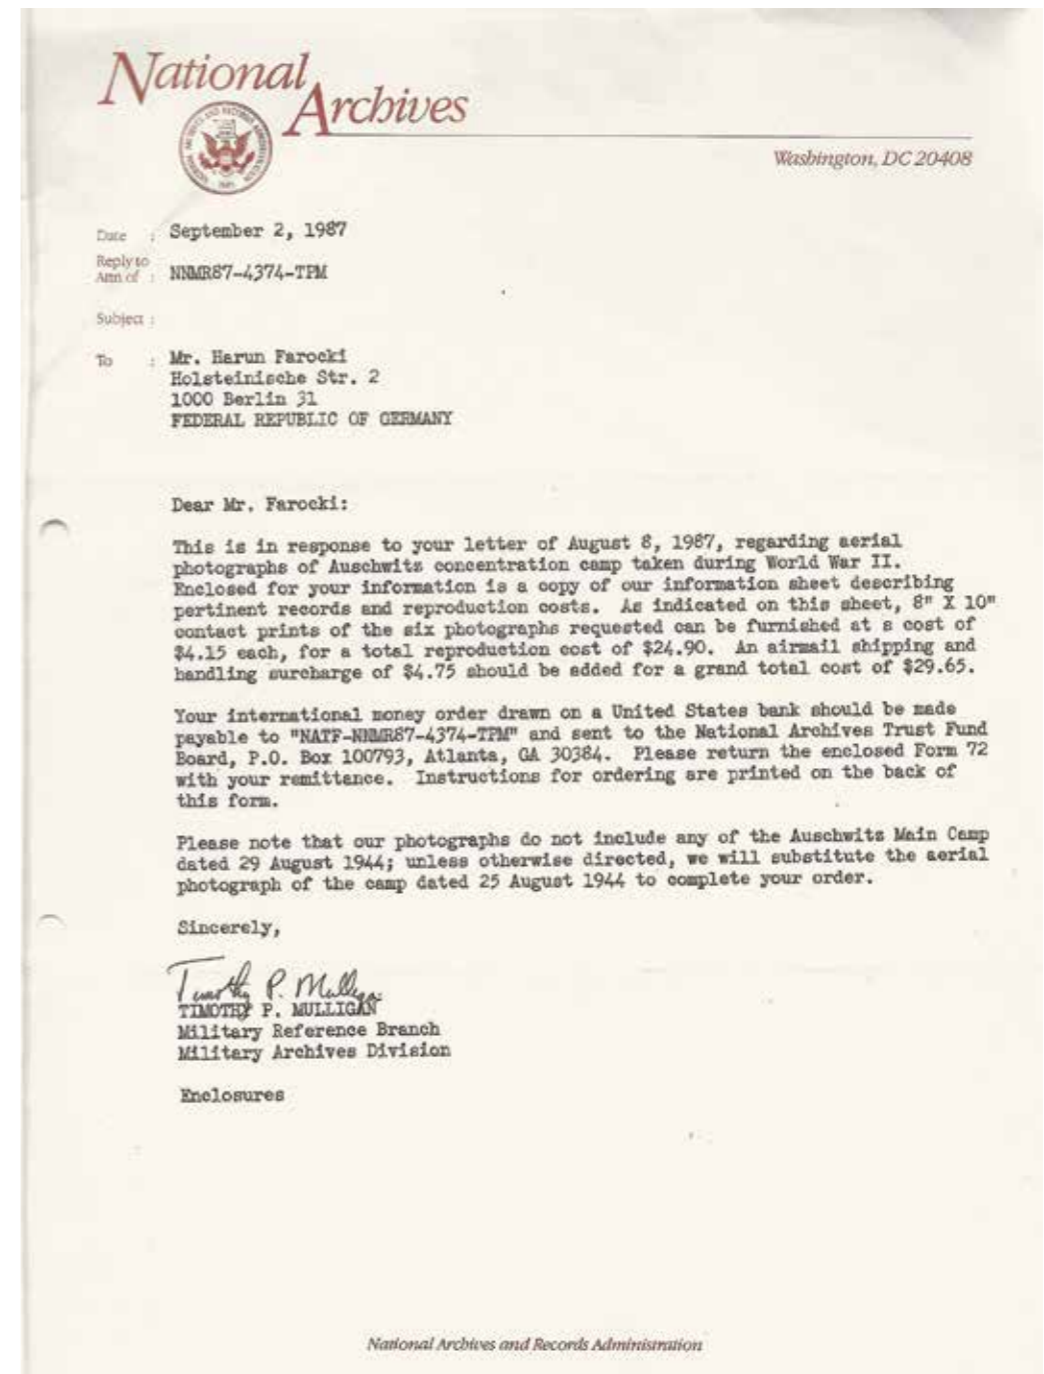 National
Archives
Washington, DC 20408
Date : September 2, 1987
Reply to
Attn of : NNMR87-4374-TPM
Subject :
To : Mr. Harun Farocki
Holsteinische Str. 2
1000 Berlin 31
FEDERAL REPUBLIC OF GERMANY
Dear Mr. Farocki:
This is in response to your letter of August 8, 1987, regarding aerial
photographs of Auschwitz concentration camp taken during World War II.
Enclosed for your information is a copy of our information sheet describing
pertinent records and reproduction costs. As indicated on this sheet, 8" X 10"
contact prints of the six photographs requested can be furnished at a cost of
$4.15 each, for a total reproduction cost of $24.90. An airmail shipping and
handling surcharge of $4.75 should be added for a grand total cost of $29.65.
Your international money order drawn on a United States bank should be made
payable to "NATF-NNMR87-4374-TPM" and sent to the National Archives Trust Fund
Board, P.O. Box 100793, Atlanta, GA 30384. Please return the enclosed Form 72
with your remittance. Instructions for ordering are printed on the back of
this form.
Please note that our photographs do not include any of the Auschwitz Main Camp
dated 29 August 1944; unless otherwise directed, we will substitute the aerial
photograph of the camp dated 25 August 1944 to complete your order.
Sincerely,
Timothy P. Mulligan
TIMOTHY P. MULLIGAN
Military Reference Branch
Military Archives Division
Enclosures
National Archives and Records Administration